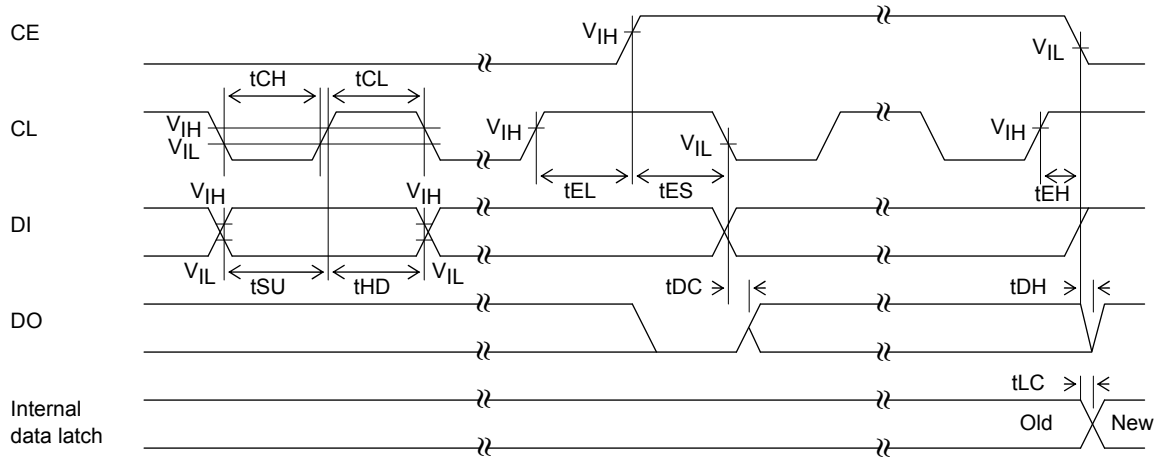 CE
VIH
VIL
tCH
tCL
CL
VIH
VIL
VIH
VIL
VIH
tEL
tES
tEH
DI
VIH
VIL
VIL
tSU
tHD
tDC
tDH
DO
tLC
Internal
data latch
Old
New